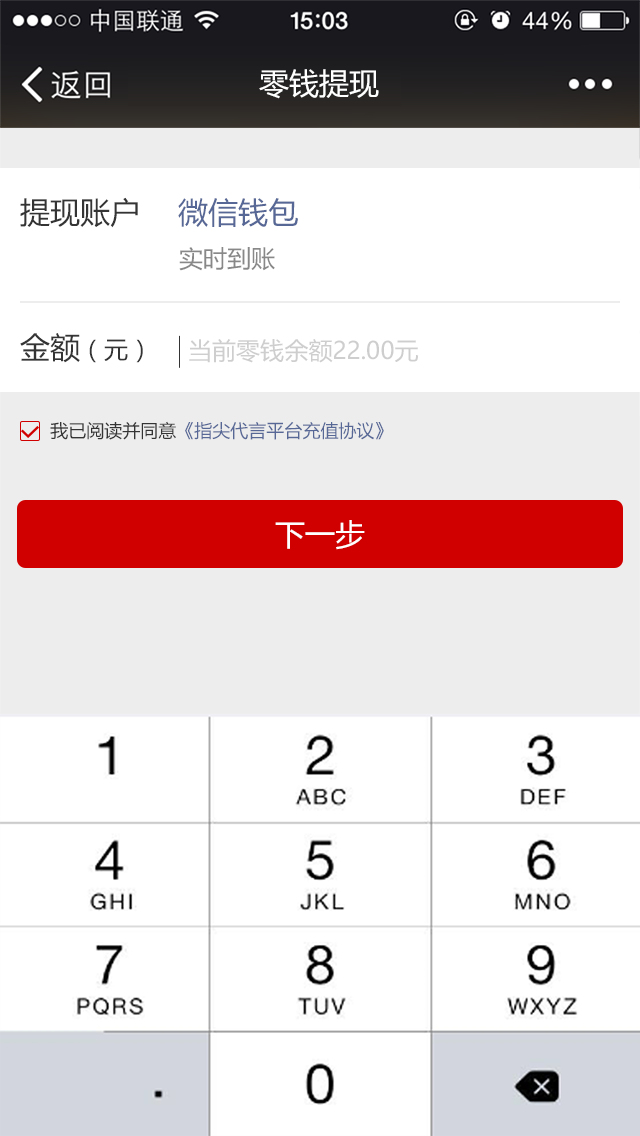 中国联通 15:03 44%
返回 零钱提现
提现账户 微信钱包
实时到账
金额（元） 当前零钱余额22.00元
我已阅读并同意《指尖代言平台充值协议》
下一步
1 2 3
ABC DEF
4 5 6
GHI JKL MNO
7 8 9
PQRS TUV WXYZ
. 0